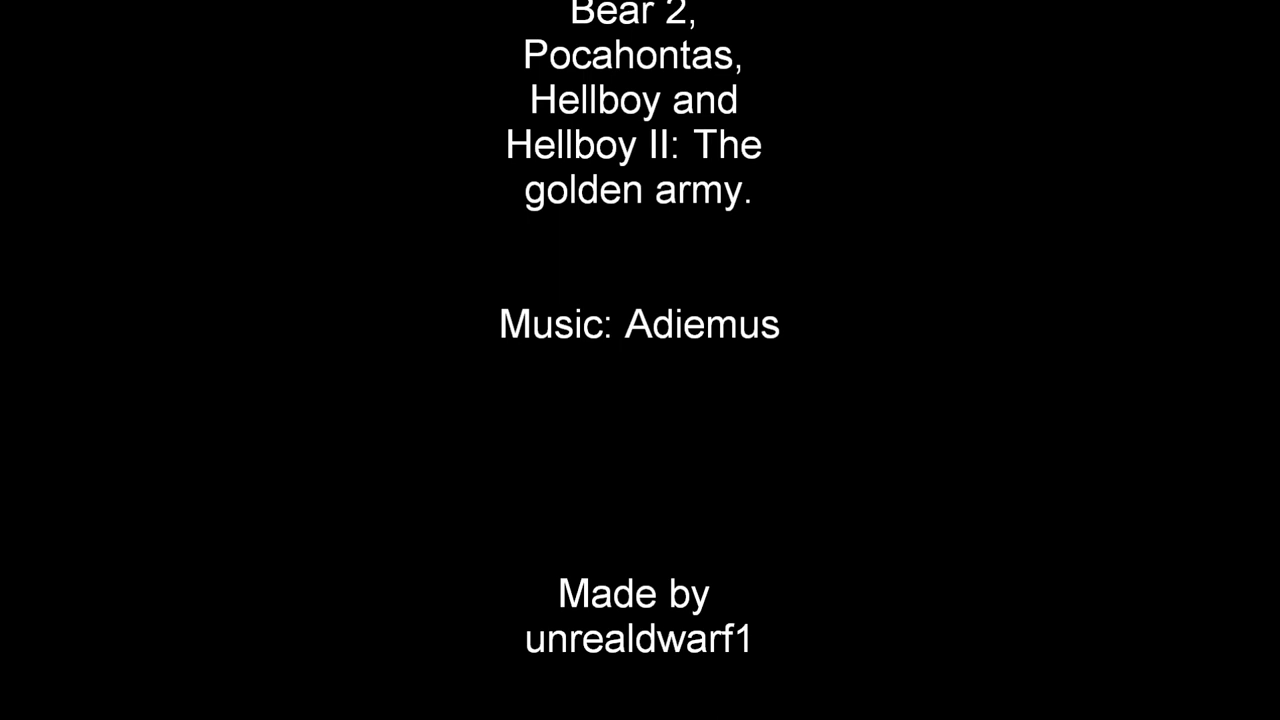 Bear 2,
Pocahontas,
Hellboy and
Hellboy II: The
golden army.
Music: Adiemus
Made by
unrealdwarf1